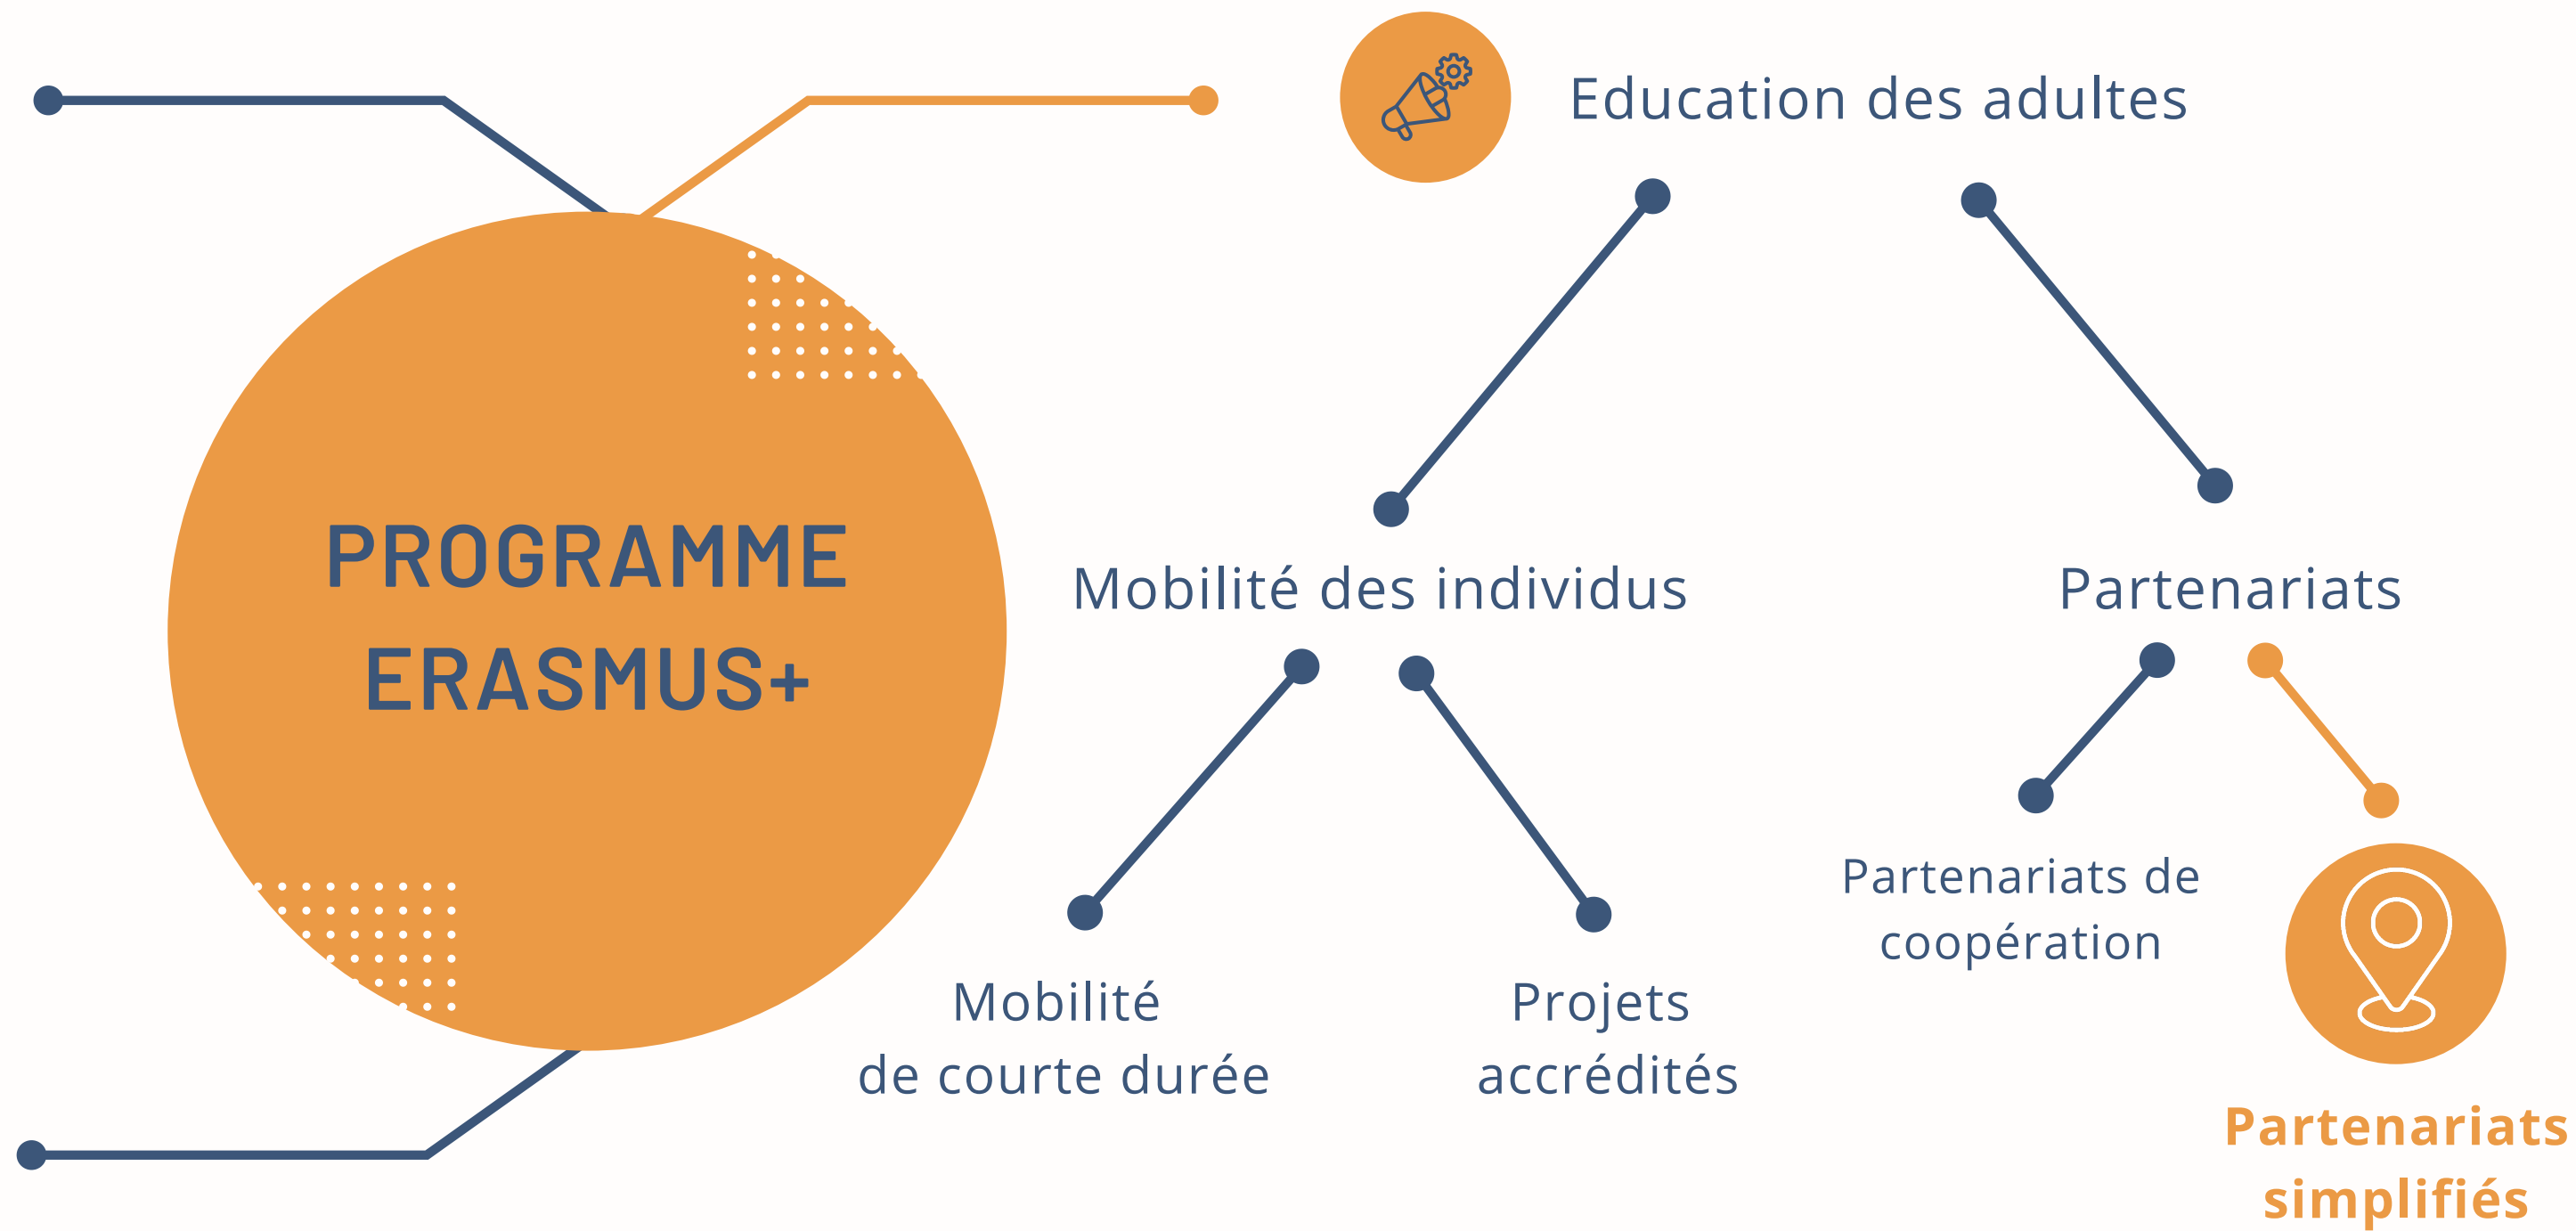 PROGRAMME
ERASMUS+
Education des adultes
Mobilité des individus
Mobilité
de courte durée
Projets
accrédités
Partenariats
Partenariats de
coopération
Partenariats
simplifiés